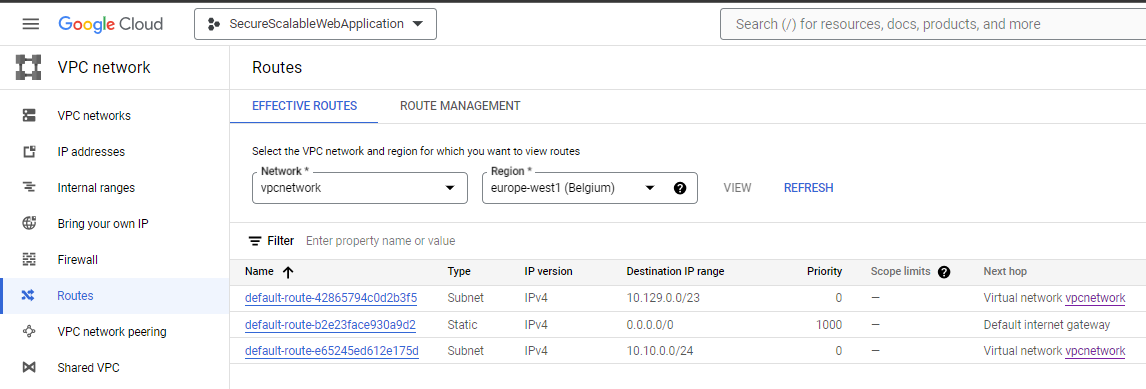 Google Cloud SecureScalableWebApplication Search (/) for resources, docs, products, and more
VPC network
VPC networks
IP addresses
Internal ranges
Bring your own IP
Firewall
Routes
VPC network peering
Shared VPC
Routes
EFFECTIVE ROUTES ROUTE MANAGEMENT
Select the VPC network and region for which you want to view routes
Network * Region *
vpcnetwork europe-west1 (Belgium) ? VIEW REFRESH
Filter Enter property name or value
Name Type IP version Destination IP range Priority Scope limits ? Next hop
default-route-42865794c0d2b3f5 Subnet IPv4 10.129.0.0/23 0 — Virtual network vpcnetwork
default-route-b2e23face930a9d2 Static IPv4 0.0.0.0/0 1000 — Default internet gateway
default-route-e65245ed612e175d Subnet IPv4 10.10.0.0/24 0 — Virtual network vpcnetwork